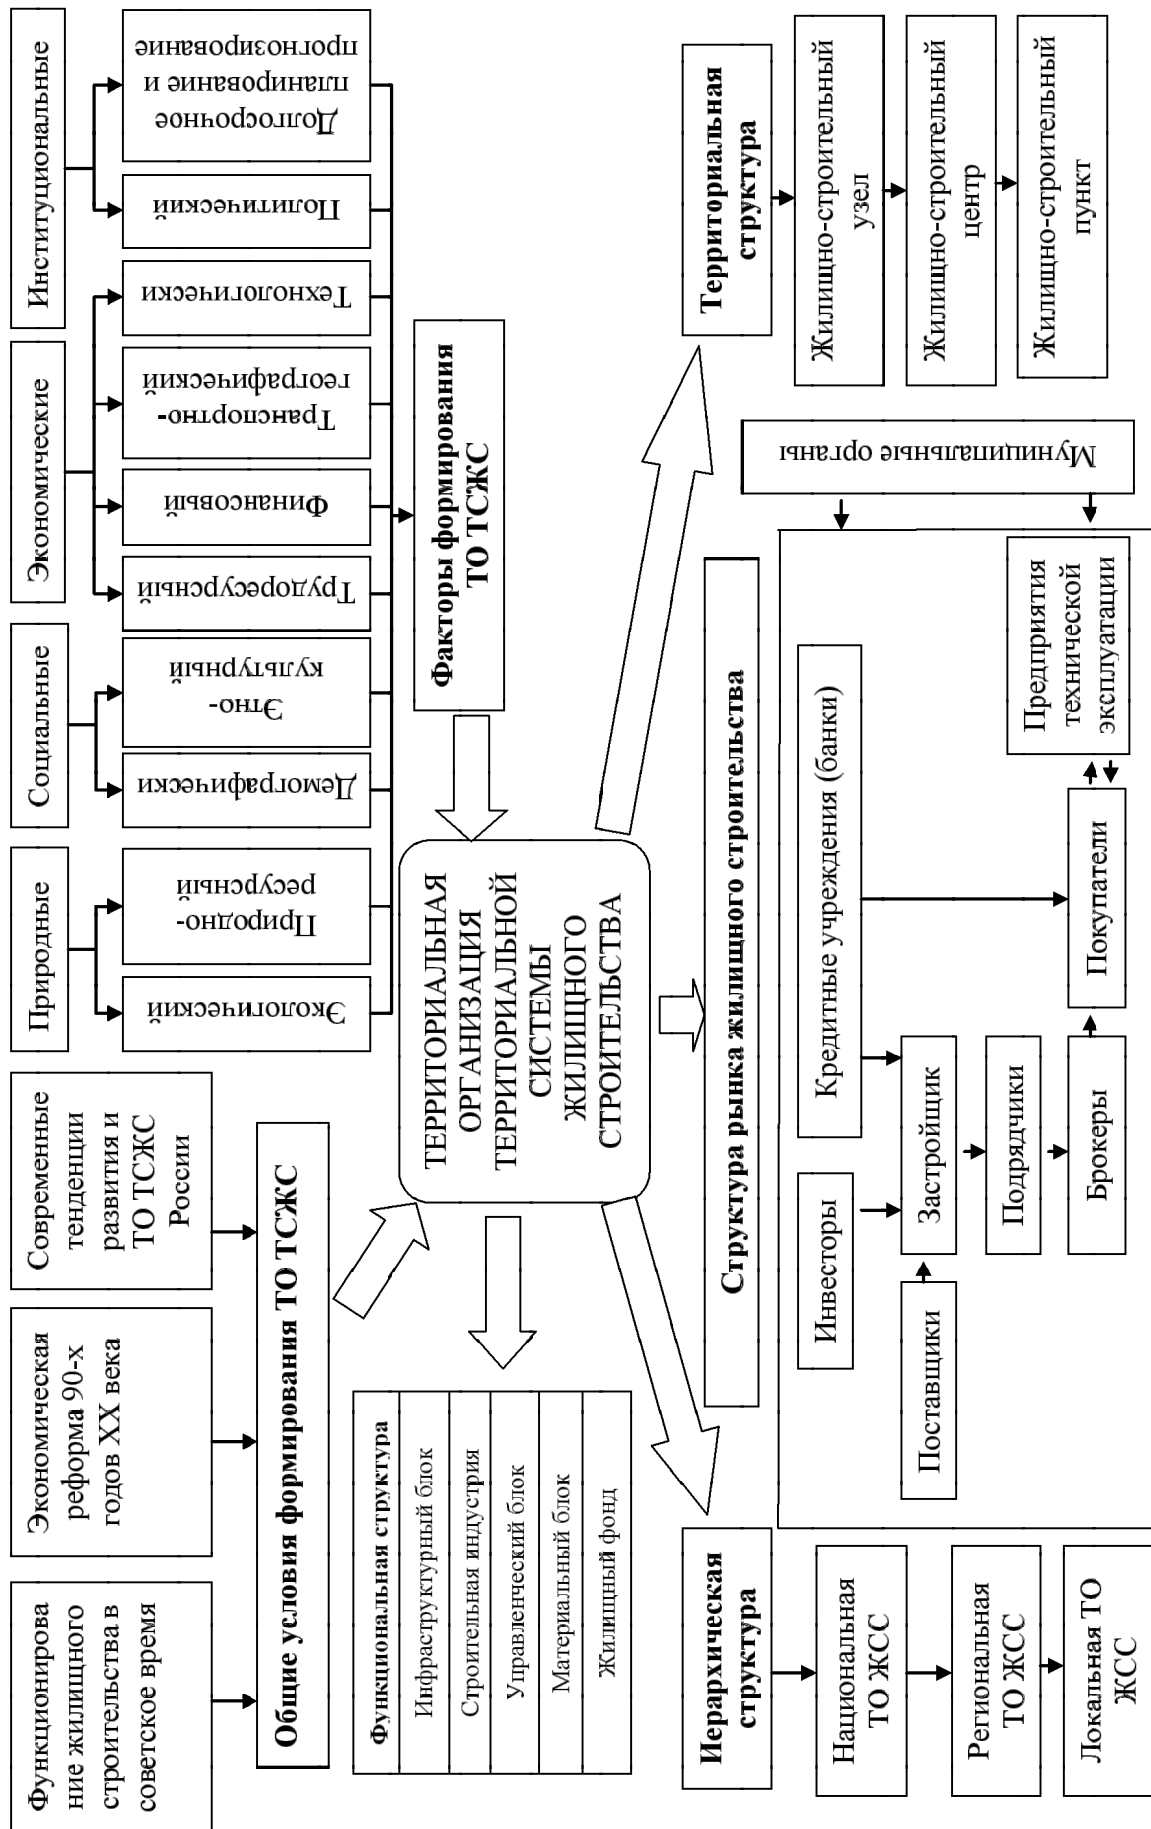 Функционирова
ние жилищного
строительства в
советское время
Экономическая
реформа 90-х
годов XX века
Современные
тенденции
развития и
ТО ТСЖС
России
Общие условия формирования ТО ТСЖС
Природные
Социальные
Экономические
Институциональные
Экологический
Природно-
ресурсный
Демографически
Этно-
культурный
Трудоресурсный
Финансовый
Транспортно-
географический
Технологически
Политический
Долгосрочное
планирование и
прогнозирование
Факторы формирования
ТО ТСЖС
ТЕРРИТОРИАЛЬНАЯ
ОРГАНИЗАЦИЯ
ТЕРРИТОРИАЛЬНОЙ
СИСТЕМЫ
ЖИЛИЩНОГО
СТРОИТЕЛЬСТВА
Функциональная структура
Инфраструктурный блок
Строительная индустрия
Управленческий блок
Материальный блок
Жилищный фонд
Иерархическая
структура
Национальная
ТО ЖСС
Региональная
ТО ЖСС
Локальная ТО
ЖСС
Структура рынка жилищного строительства
Инвесторы
Кредитные учреждения (банки)
Поставщики
Застройщик
Подрядчики
Брокеры
Покупатели
Предприятия
технической
эксплуатации
Муниципальные органы
Территориальная
структура
Жилищно-строительный
узел
Жилищно-строительный
центр
Жилищно-строительный
пункт